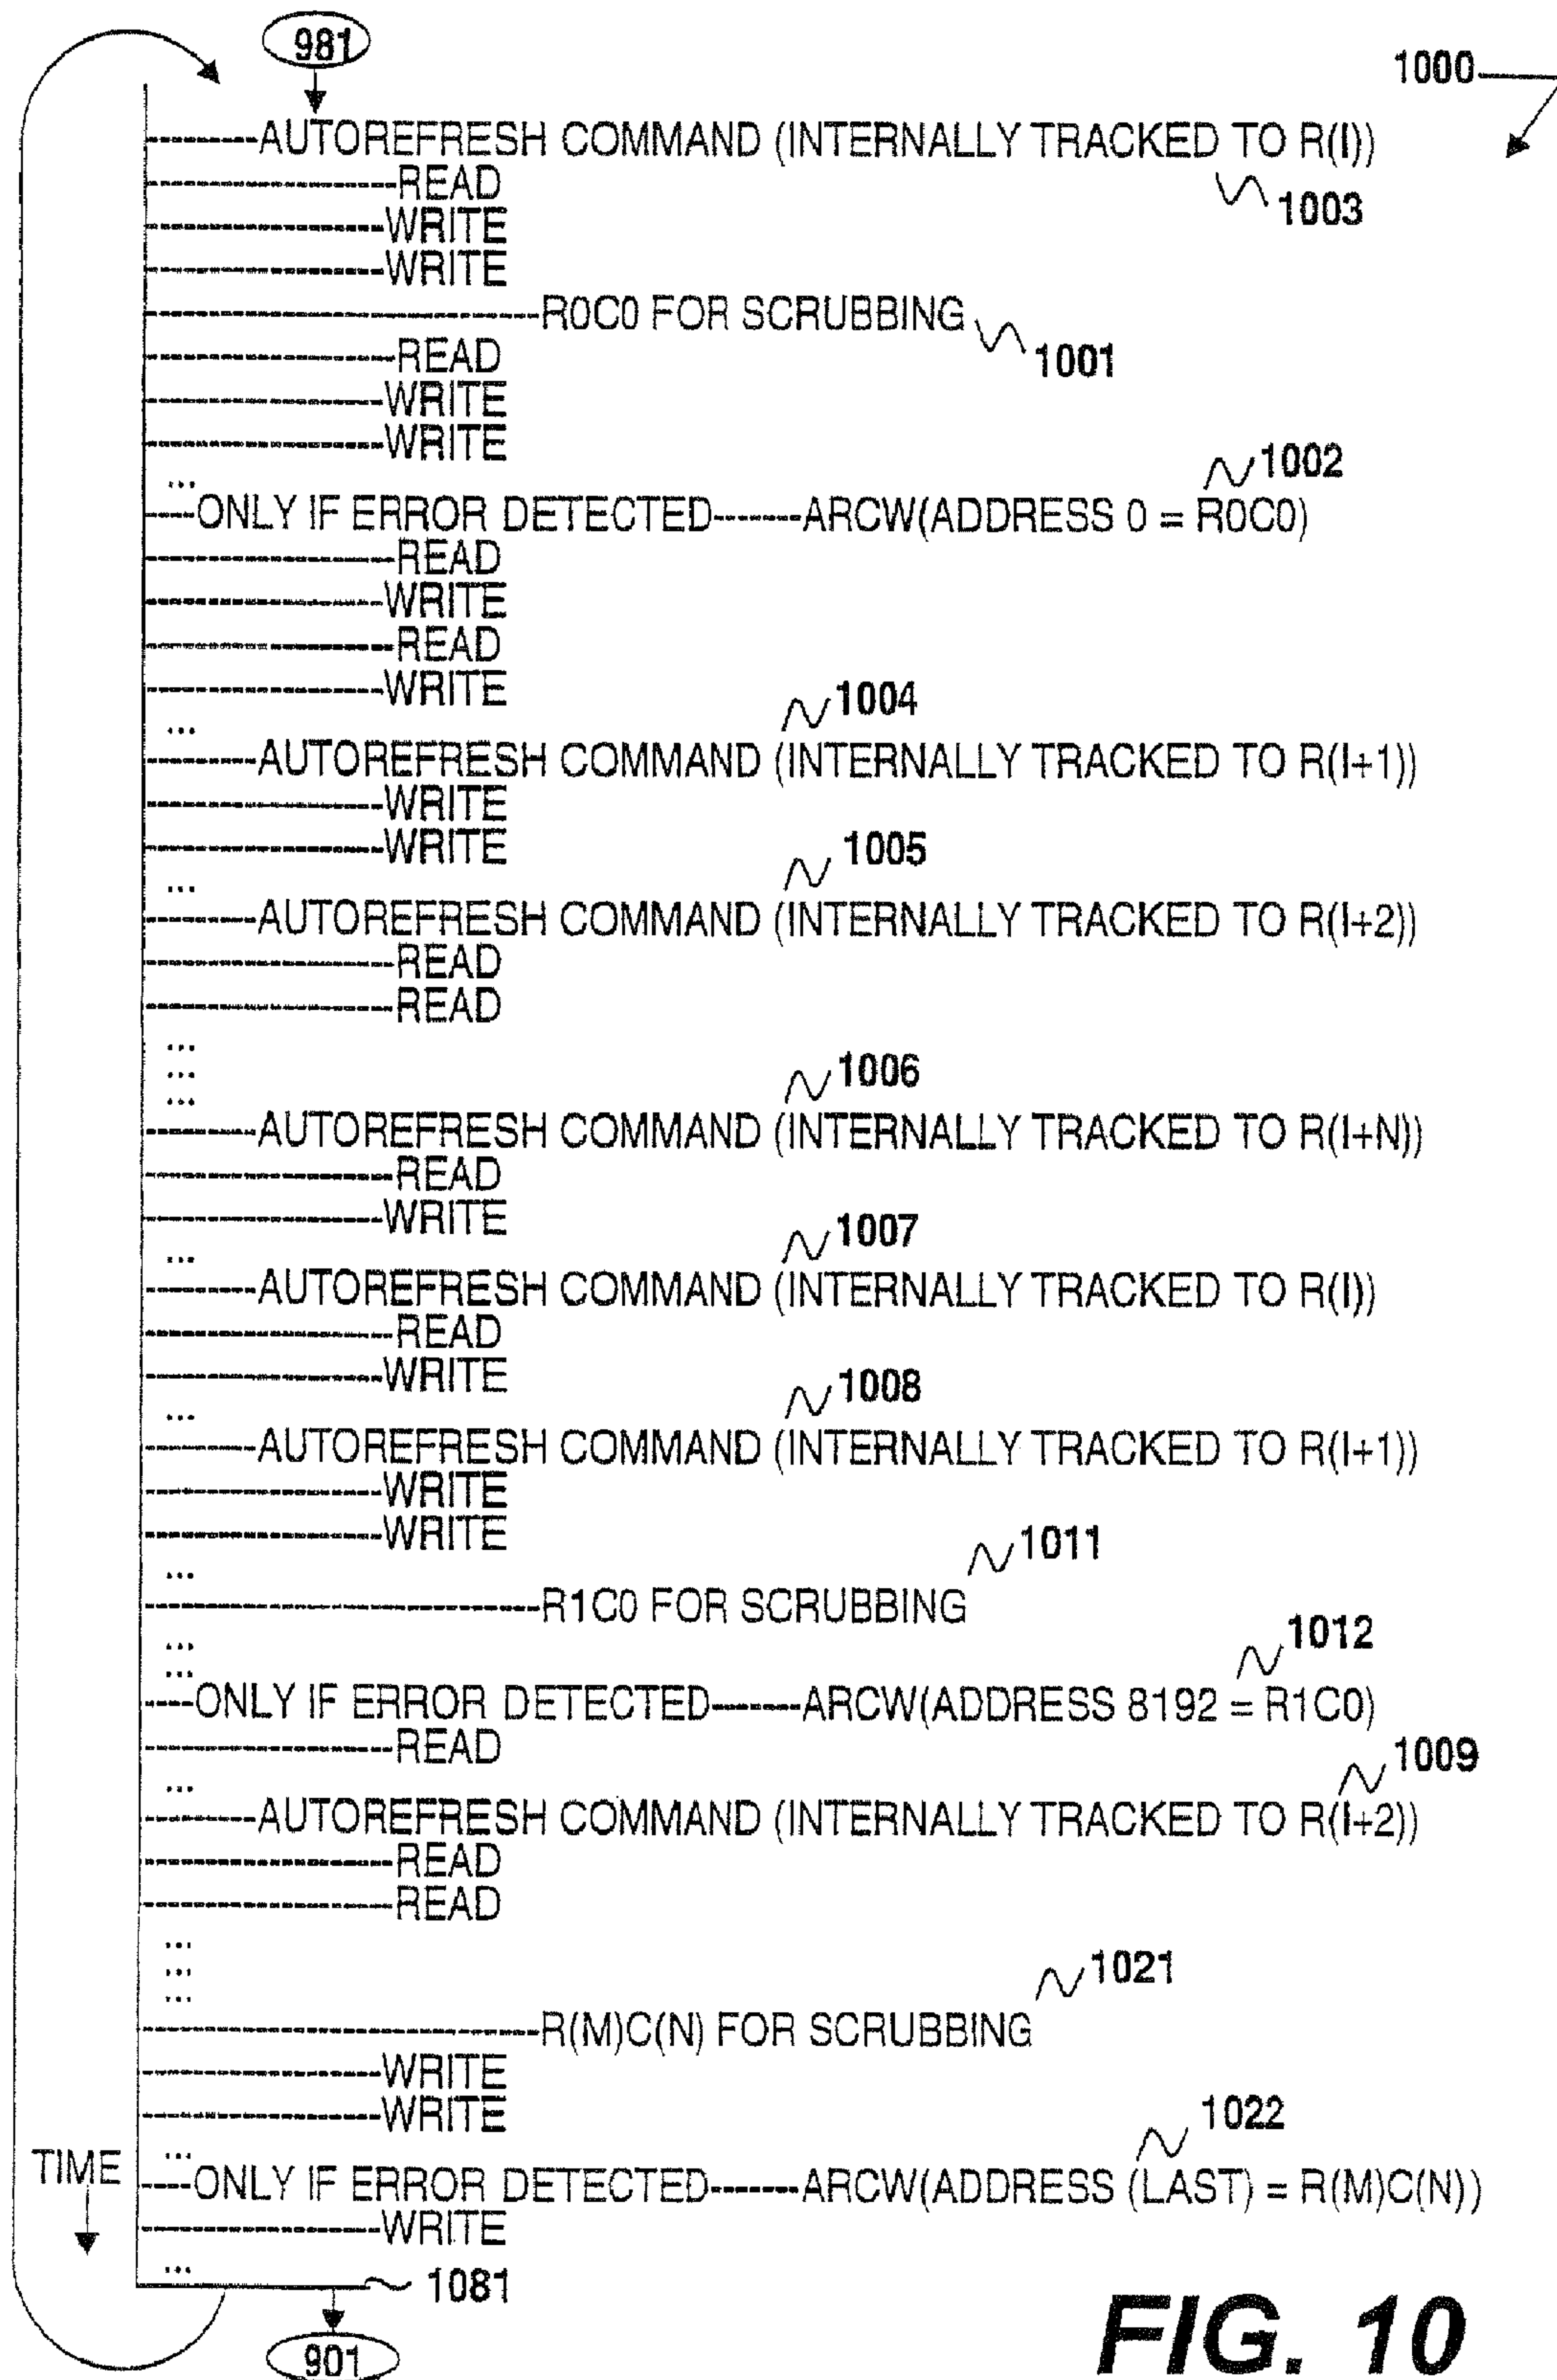 981
1000
------AUTOREFRESH COMMAND (INTERNALLY TRACKED TO R(I))
READ
1003
WRITE
WRITE
R0C0 FOR SCRUBBING
READ
1001
WRITE
WRITE
1002
...
----ONLY IF ERROR DETECTED-------ARCW(ADDRESS 0 = R0C0)
READ
WRITE
READ
WRITE
1004
...
AUTOREFRESH COMMAND (INTERNALLY TRACKED TO R(I+1))
WRITE
WRITE
1005
...
AUTOREFRESH COMMAND (INTERNALLY TRACKED TO R(I+2))
READ
READ
...
...
1006
...
AUTOREFRESH COMMAND (INTERNALLY TRACKED TO R(I+N))
READ
WRITE
1007
...
AUTOREFRESH COMMAND (INTERNALLY TRACKED TO R(I))
READ
WRITE
1008
...
AUTOREFRESH COMMAND (INTERNALLY TRACKED TO R(I+1))
WRITE
WRITE
1011
...
R1C0 FOR SCRUBBING
...
1012
...
ONLY IF ERROR DETECTED-------ARCW(ADDRESS 8192 = R1C0)
READ
1009
...
AUTOREFRESH COMMAND (INTERNALLY TRACKED TO R(I+2))
READ
READ
...
...
1021
...
R(M)C(N) FOR SCRUBBING
WRITE
WRITE
1022
...
TIME
ONLY IF ERROR DETECTED-------ARCW(ADDRESS (LAST) = R(M)C(N))
WRITE
...
1081
901
FIG. 10